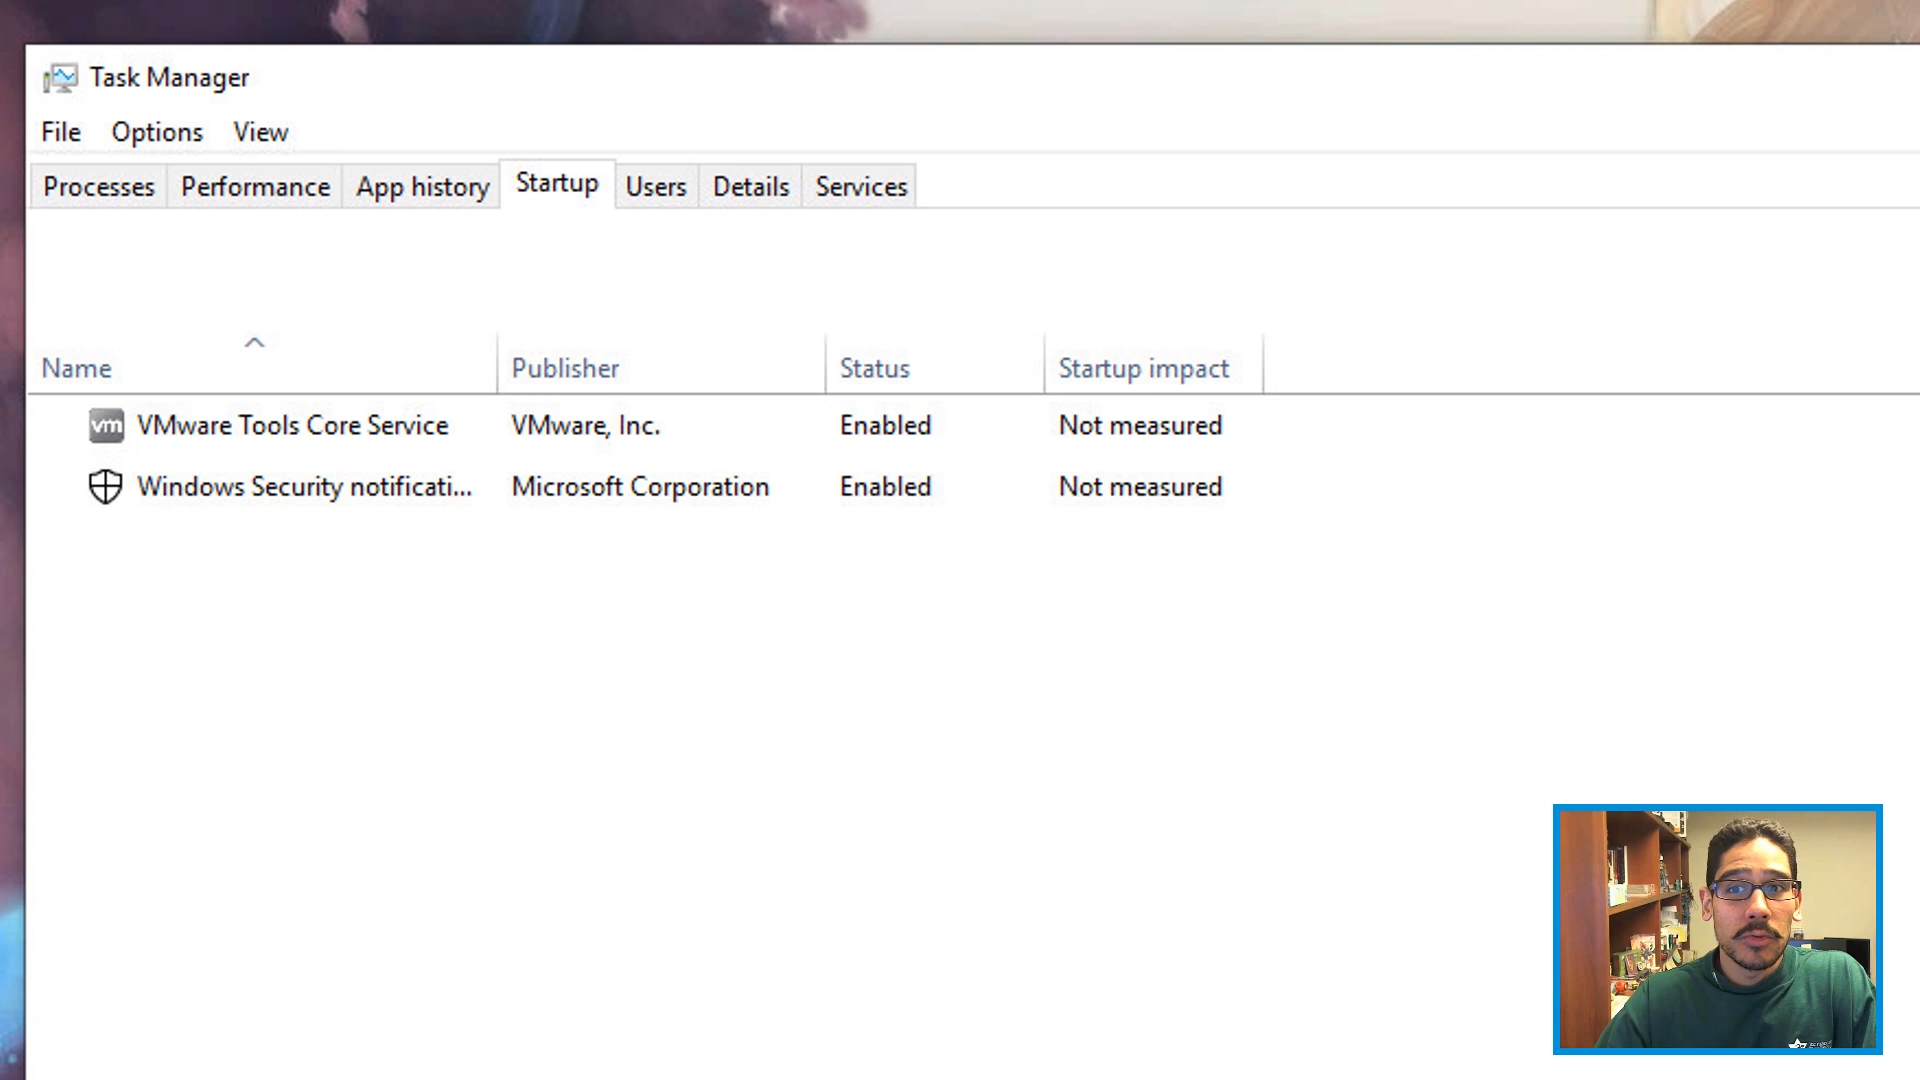 Task Manager
File Options View
Processes Performance App history Startup Users Details Services
Name Publisher Status Startup impact
vm VMware Tools Core Service VMware, Inc. Enabled Not measured
Windows Security notificati... Microsoft Corporation Enabled Not measured